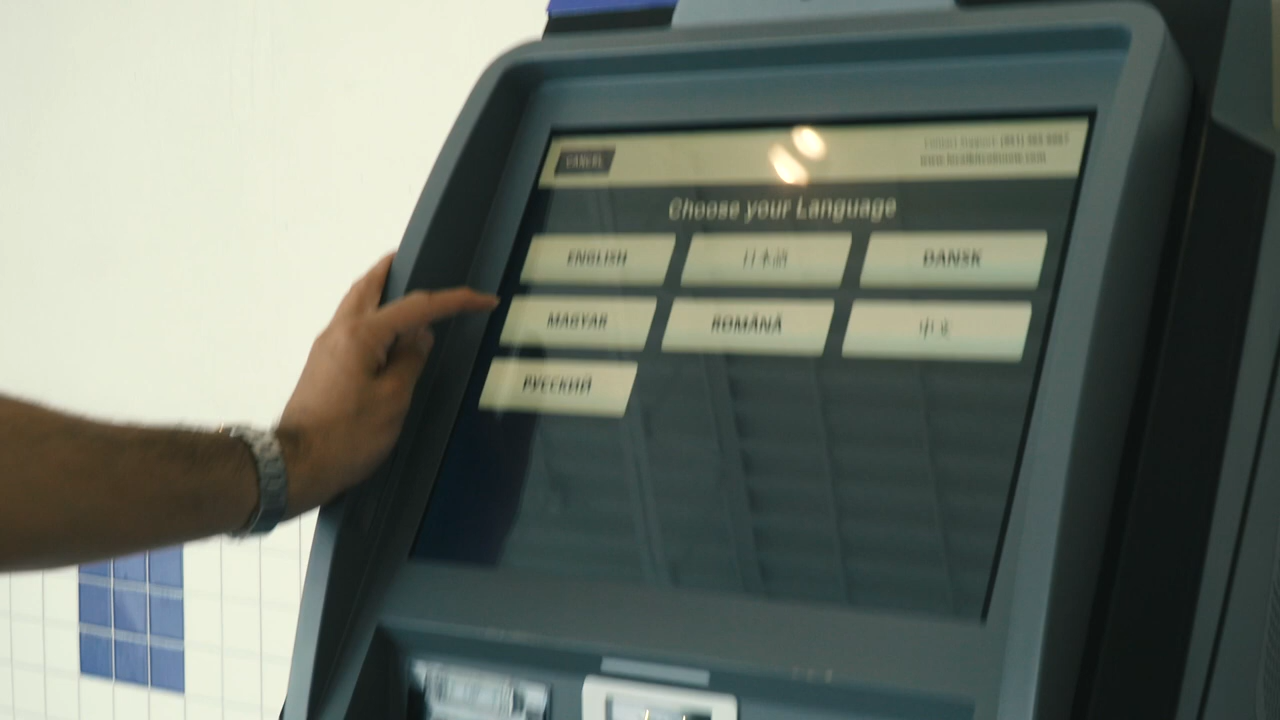 CANCEL
Choose your Language
ENGLISH
日本語
DANSK
MAGYAR
ROMÂNĂ
中文
РУССКИЙ